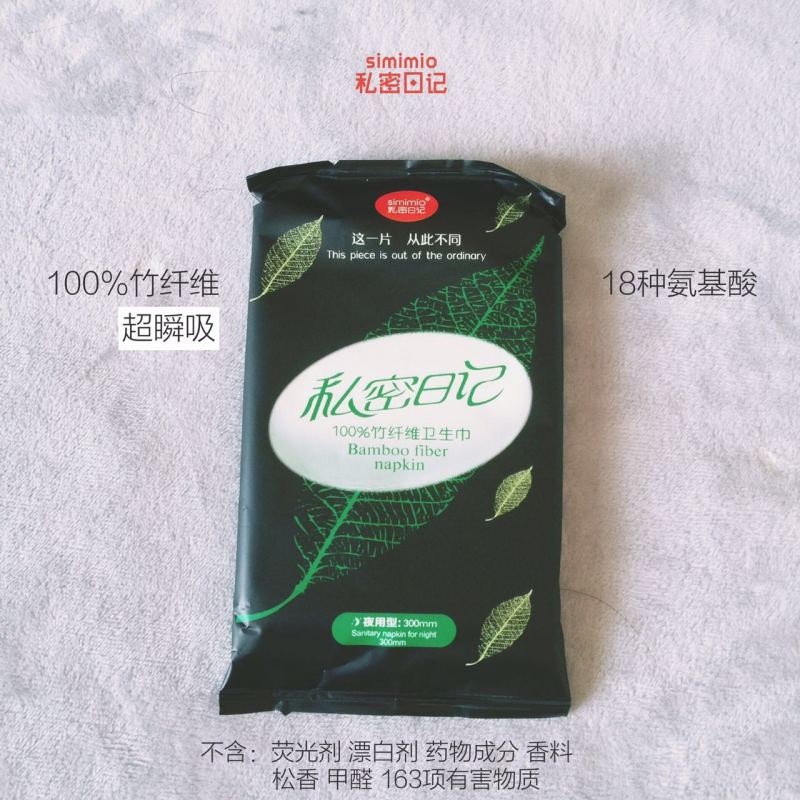 simimio
私密日记
simimio®
私密日记
这一片 从此不同
This piece is out of the ordinary
100%竹纤维
超瞬吸
18种氨基酸
私密日记
100%竹纤维卫生巾
Bamboo fiber
napkin
夜用型: 300mm
Sanitary napkin for night
300mm
不含: 荧光剂 漂白剂 药物成分 香料
松香 甲醛 163项有害物质